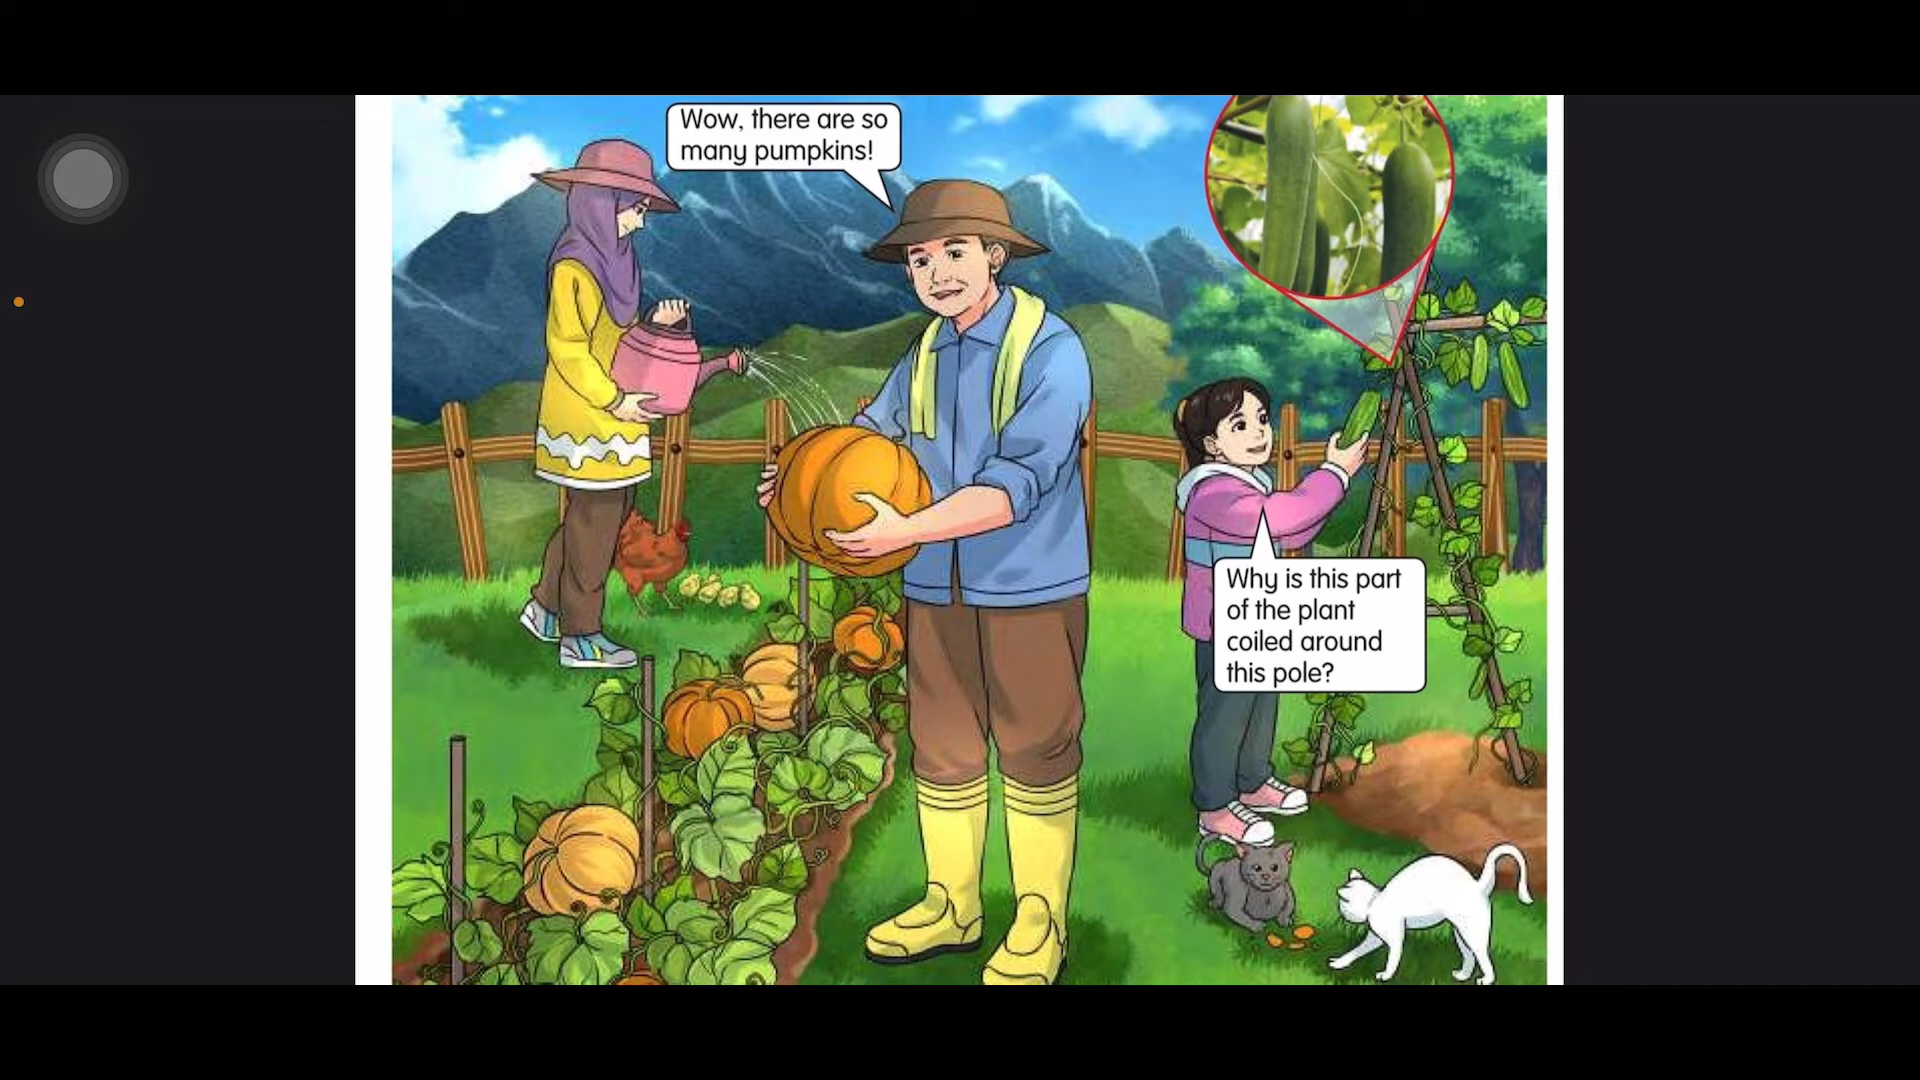 Wow, there are so
many pumpkins!
Why is this part
of the plant
coiled around
this pole?